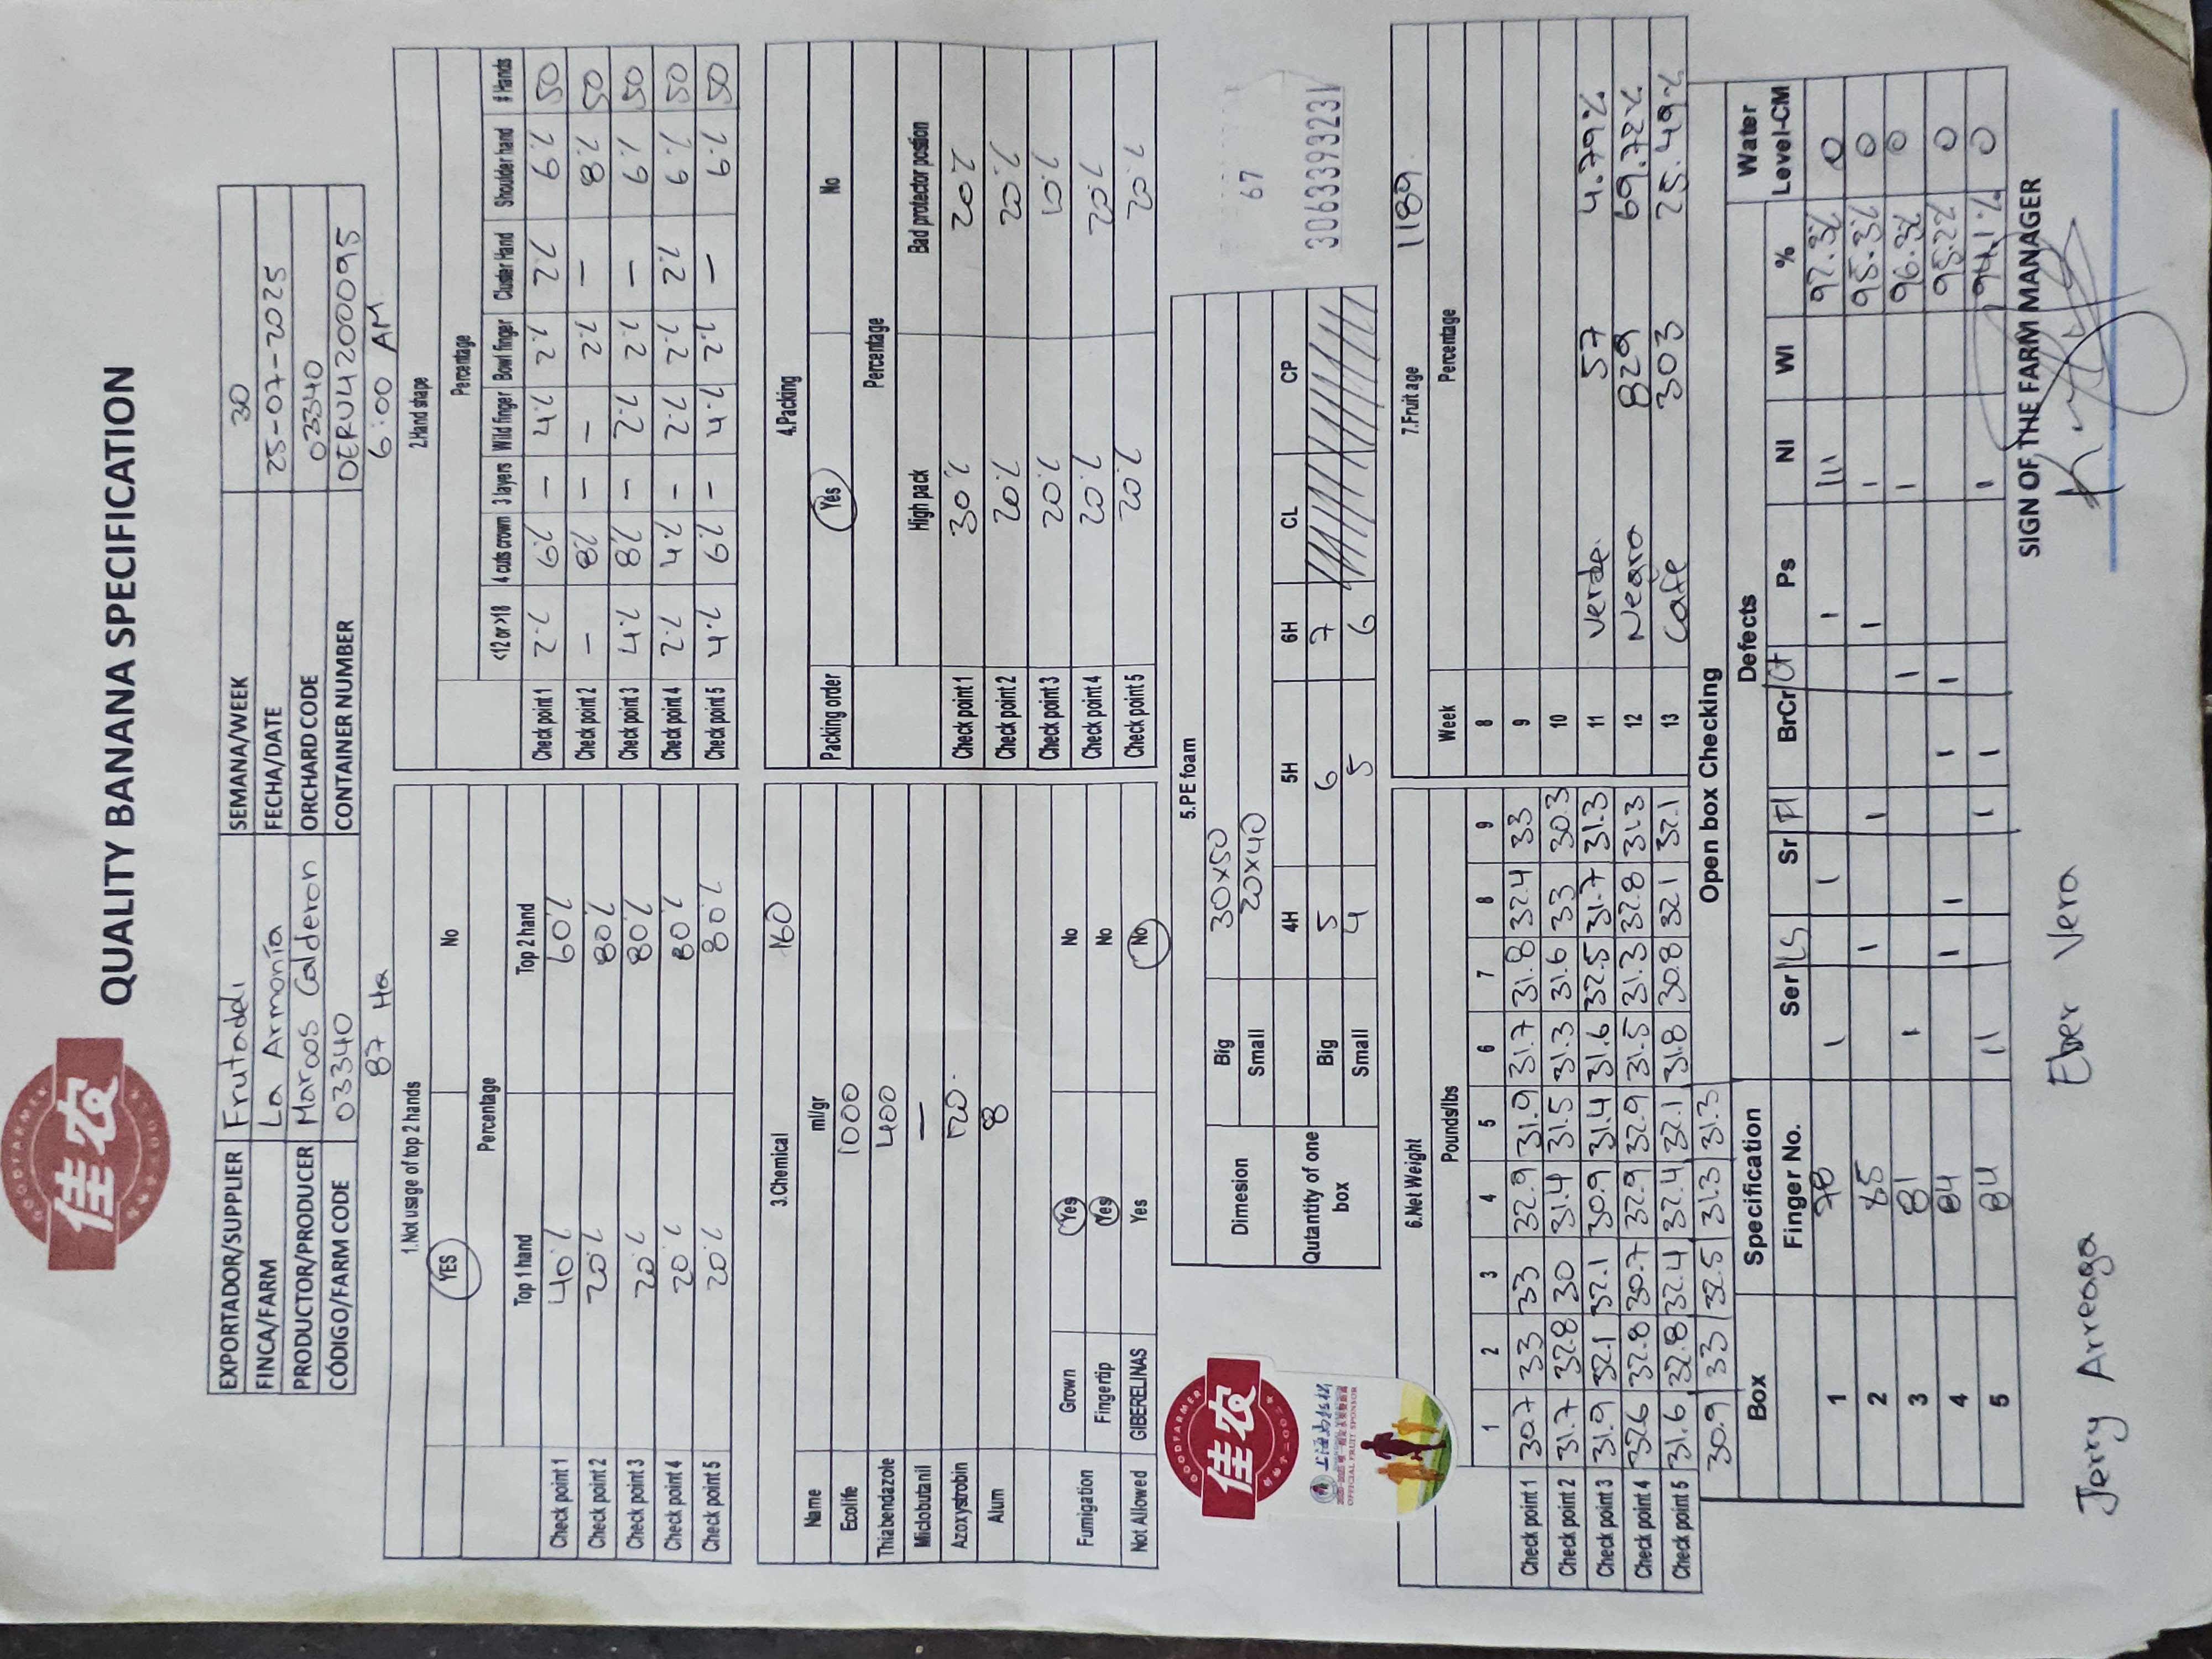 GOODFARMER
佳农
QUALITY BANANA SPECIFICATION
EXPORTADOR/SUPPLIER Frutadeli SEMANA/WEEK 30
FINCA/FARM La Armonía FECHA/DATE 25-07-2025
PRODUCTOR/PRODUCER Marcos Calderon ORCHARD CODE 03340
CÓDIGO/FARM CODE 03340 CONTAINER NUMBER OERU4200095
87 Ha 6:00 AM
1.Not usage of top 2 hands
YES No
Percentage
Top 1 hand Top 2 hand
Check point 1 40% 60%
Check point 2 20% 80%
Check point 3 20% 80%
Check point 4 20% 80%
Check point 5 20% 80%
2.Hand shape
Percentage
<12 or >18 4 cuts crown 3 layers Wild finger Bowl finger Cluster Hand Shoulder hand # Hands
Check point 1 2% 6% - 4% 2% 2% 6% 50
Check point 2 - 8% - - 2% - 8% 50
Check point 3 4% 8% - 2% 2% - 6% 50
Check point 4 2% 4% - 2% 2% 2% 6% 50
Check point 5 4% 6% - 4% 2% - 6% 50
3.Chemical 160
Name ml/gr
Ecolife 1000
Thiabendazole 400
Miclobutanil —
Azoxystrobin 120
Alum 8
Fumigation Grown Yes No
Fingertip Yes No
Not Allowed GIBERELINAS Yes No
4.Packing
Packing order Yes No
Percentage
High pack Bad protector postion
Check point 1 30% 20%
Check point 2 20% 20%
Check point 3 20% 10%
Check point 4 20% 20%
Check point 5 20% 20%
GOODFARMER
佳农
上海马拉松
OFFICIAL FRUIT SPONSOR
5.PE foam
Dimesion Big 30x50
Small 20x40
4H 5H 6H CL CP
Qutantity of one box Big 5 6 7
Small 4 5 6
67
3063393231
6.Net Weight
Pounds/lbs
1 2 3 4 5 6 7 8 9
Check point 1 30.7 33 33 32.9 31.9 31.7 31.8 32.4 33
Check point 2 31.7 32.8 30 31.4 31.5 31.3 31.6 33 30.3
Check point 3 31.9 32.1 32.1 30.9 31.4 31.6 32.5 31.7 31.3
Check point 4 32.6 32.8 30.7 32.9 32.9 31.5 31.3 32.8 31.3
Check point 5 31.6 32.8 32.4 32.4 32.1 31.8 30.8 32.1 32.1
30.9 33 32.5 31.3 31.3
7.Fruit age 1189
Week Percentage
8
9
10
11 verde. 57 4.79%
12 Negro 829 69.72%
13 café 303 25.49%
Open box Checking
Box Specification Defects Water
Finger No. Ser LS Sr Fl BrCr Ct Ps NI WI % Level-CM
1 78 | | | ||| 92.3% 0
2 85 | | | | 95.3% 0
3 81 | | | 96.3% 0
4 84 | | | | 95.2% 0
5 84 || | | | 94.1% 0
SIGN OF THE FARM MANAGER
Jerry Arreaga Eber Vera